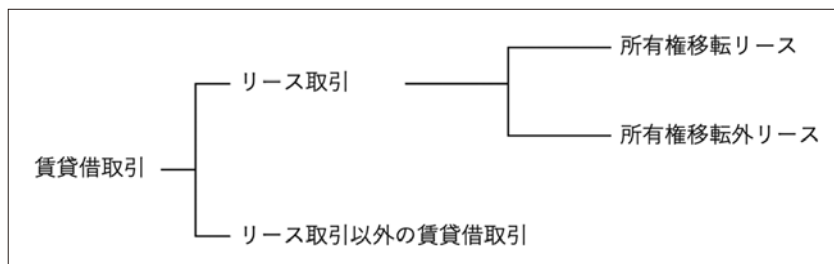 所有権移転リース
リース取引
所有権移転外リース
賃貸借取引
リース取引以外の賃貸借取引